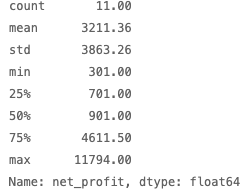 count 11.00
mean 3211.36
std 3863.26
min 301.00
25% 701.00
50% 901.00
75% 4611.50
max 11794.00
Name: net_profit, dtype: float64